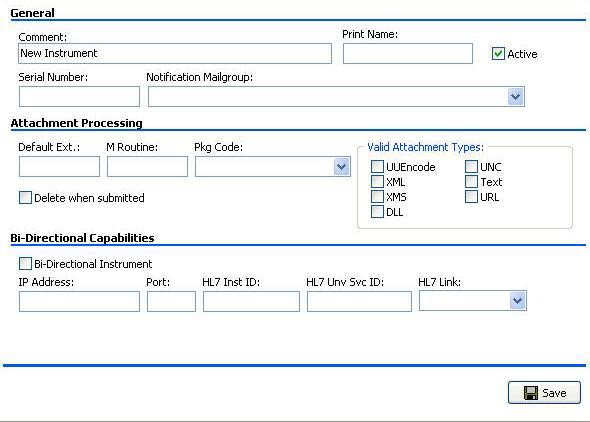 General
Comment: Print Name:
New Instrument Active
Serial Number: Notification Mailgroup:
Attachment Processing
Default Ext.: M Routine: Pkg Code: Valid Attachment Types:
UUEncode UNC
XML Text
Delete when submitted XMS URL
DLL
Bi-Directional Capabilities
Bi-Directional Instrument
IP Address: Port: HL7 Inst ID: HL7 Unv Svc ID: HL7 Link:
Save